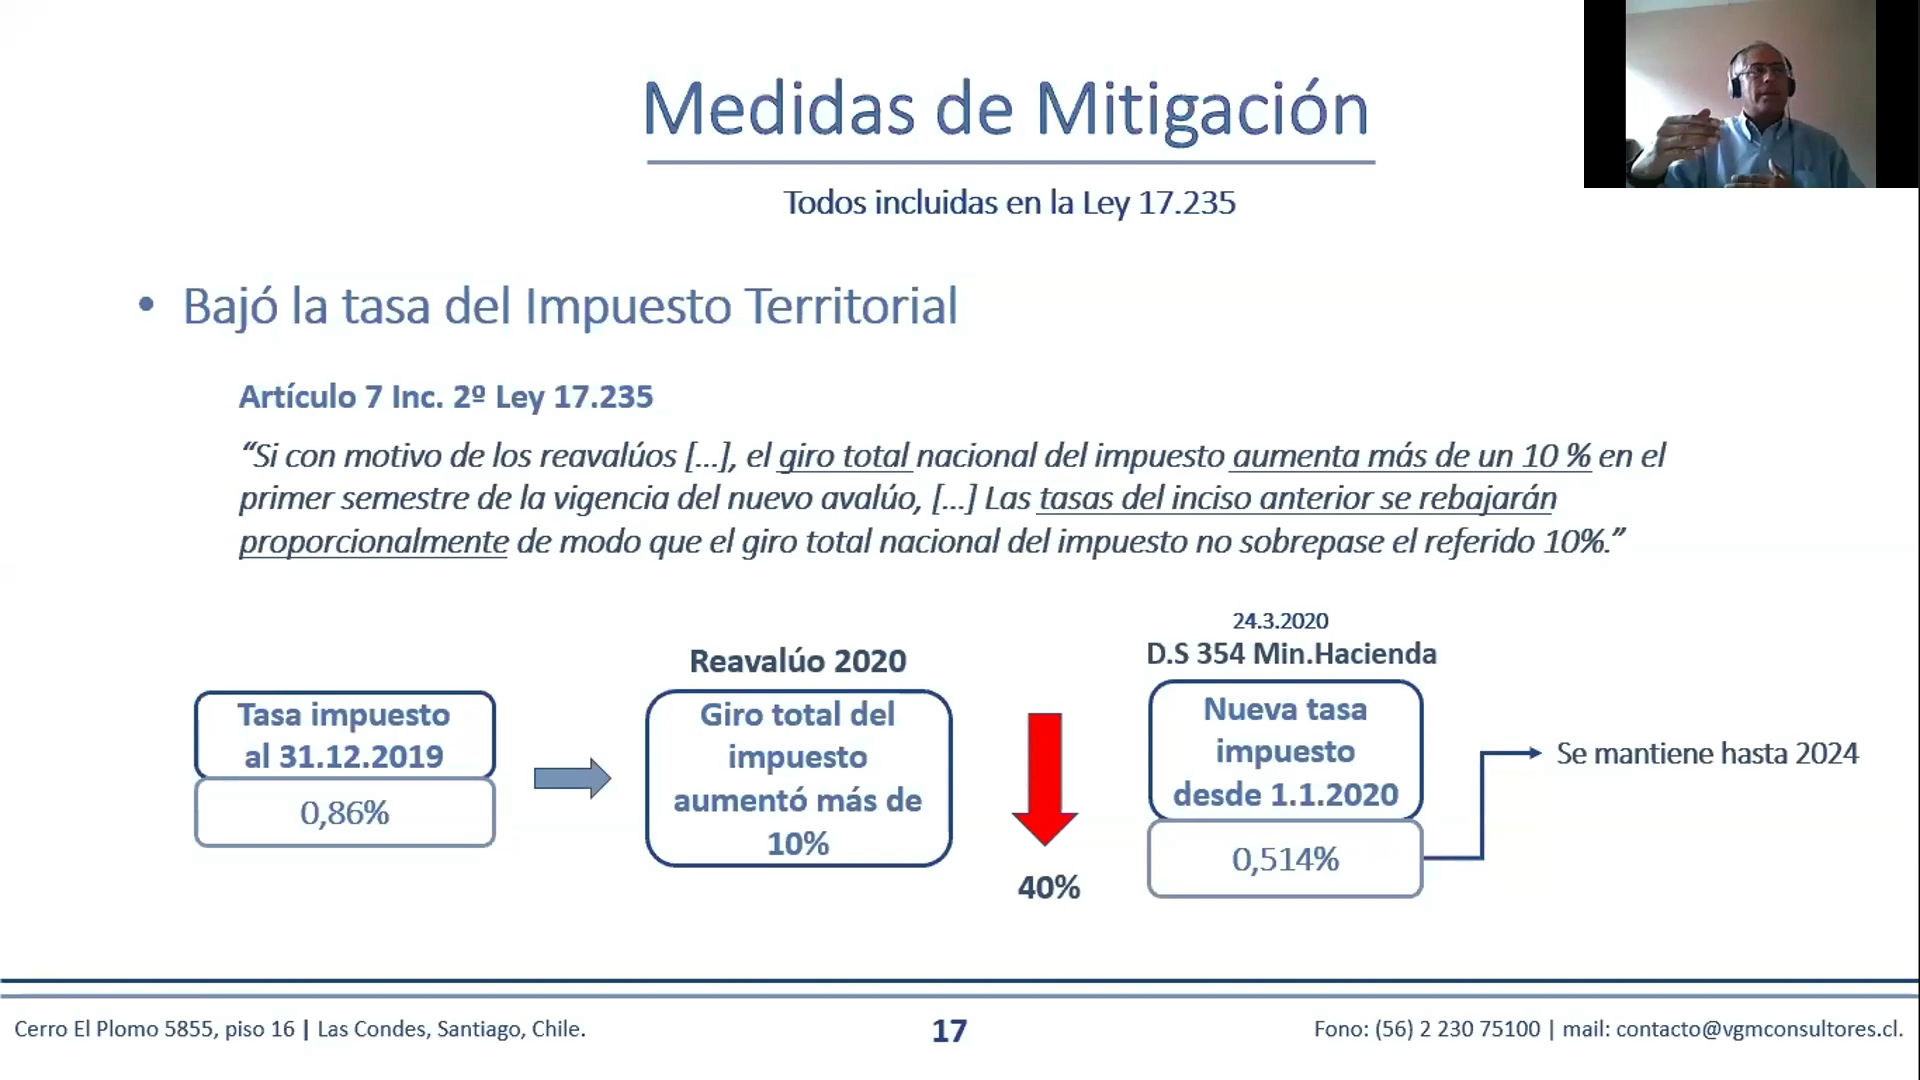 Medidas de Mitigación
Todos incluidas en la Ley 17.235
• Bajó la tasa del Impuesto Territorial
Artículo 7 Inc. 2º Ley 17.235
“Si con motivo de los reavalúos [...], el giro total nacional del impuesto aumenta más de un 10 % en el
primer semestre de la vigencia del nuevo avalúo, [...] Las tasas del inciso anterior se rebajarán
proporcionalmente de modo que el giro total nacional del impuesto no sobrepase el referido 10%.”
Tasa impuesto
al 31.12.2019
0,86%
Reavalúo 2020
Giro total del
impuesto
aumentó más de
10%
40%
24.3.2020
D.S 354 Min.Hacienda
Nueva tasa
impuesto
desde 1.1.2020
0,514%
Se mantiene hasta 2024
Cerro El Plomo 5855, piso 16 | Las Condes, Santiago, Chile.
17
Fono: (56) 2 230 75100 | mail: contacto@vgmconsultores.cl.